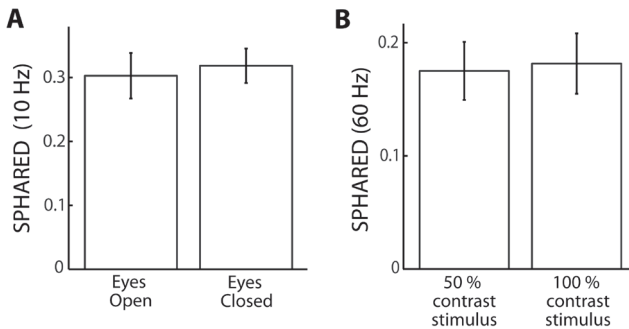 A
SPHARED (10 Hz)
0.3
0.2
0.1
0
Eyes
Open
Eyes
Closed
B
SPHARED (60 Hz)
0.2
0.1
0
50 %
contrast
stimulus
100 %
contrast
stimulus